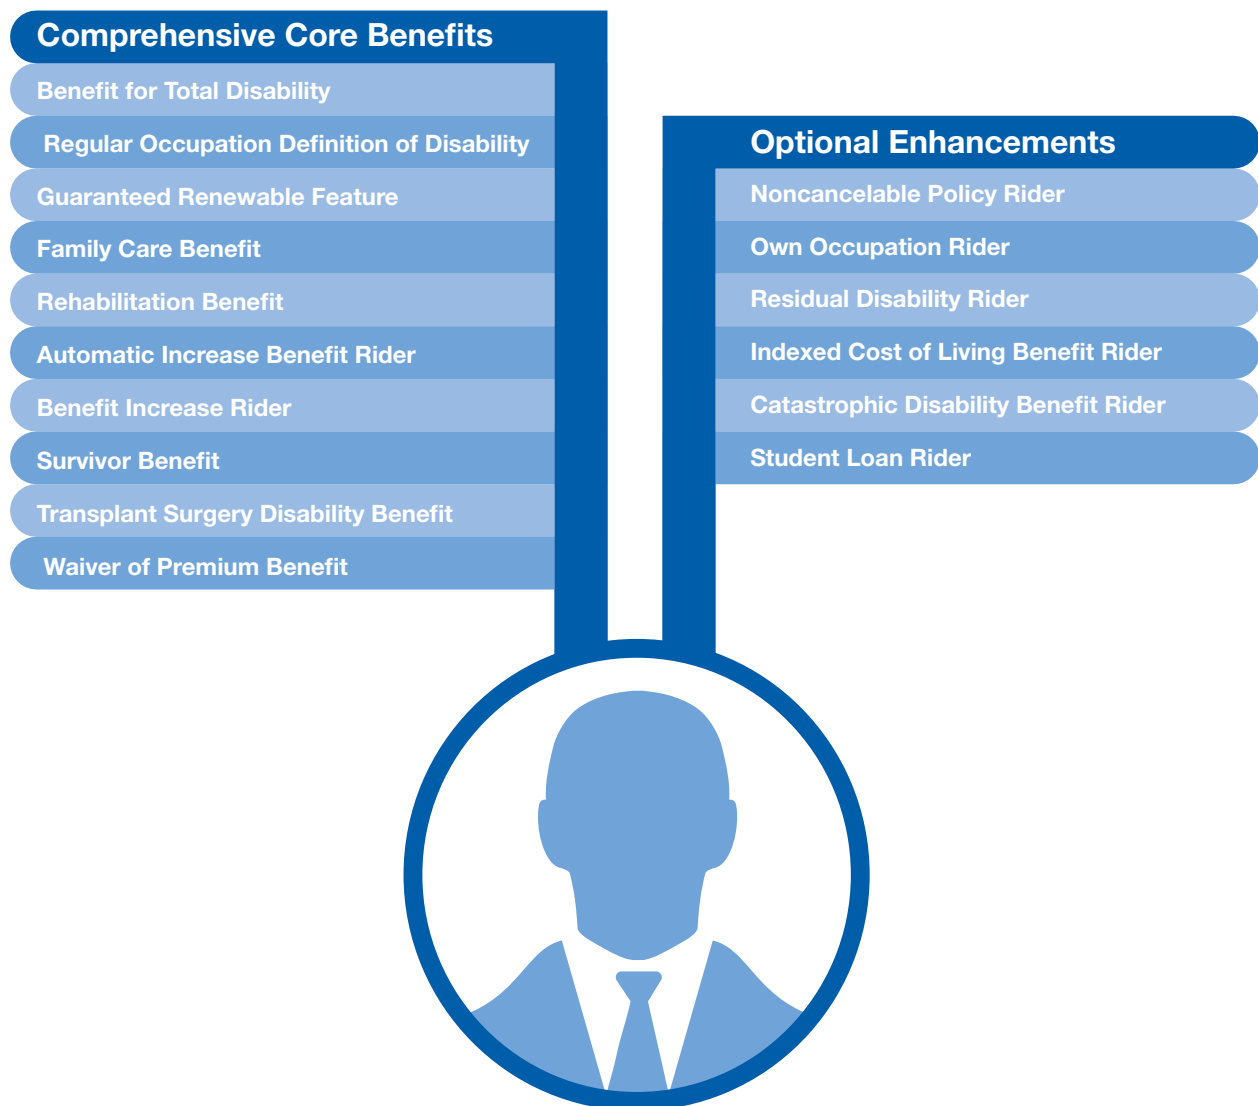 Comprehensive Core Benefits
Benefit for Total Disability
Regular Occupation Definition of Disability
Guaranteed Renewable Feature
Family Care Benefit
Rehabilitation Benefit
Automatic Increase Benefit Rider
Benefit Increase Rider
Survivor Benefit
Transplant Surgery Disability Benefit
Waiver of Premium Benefit
Optional Enhancements
Noncancelable Policy Rider
Own Occupation Rider
Residual Disability Rider
Indexed Cost of Living Benefit Rider
Catastrophic Disability Benefit Rider
Student Loan Rider